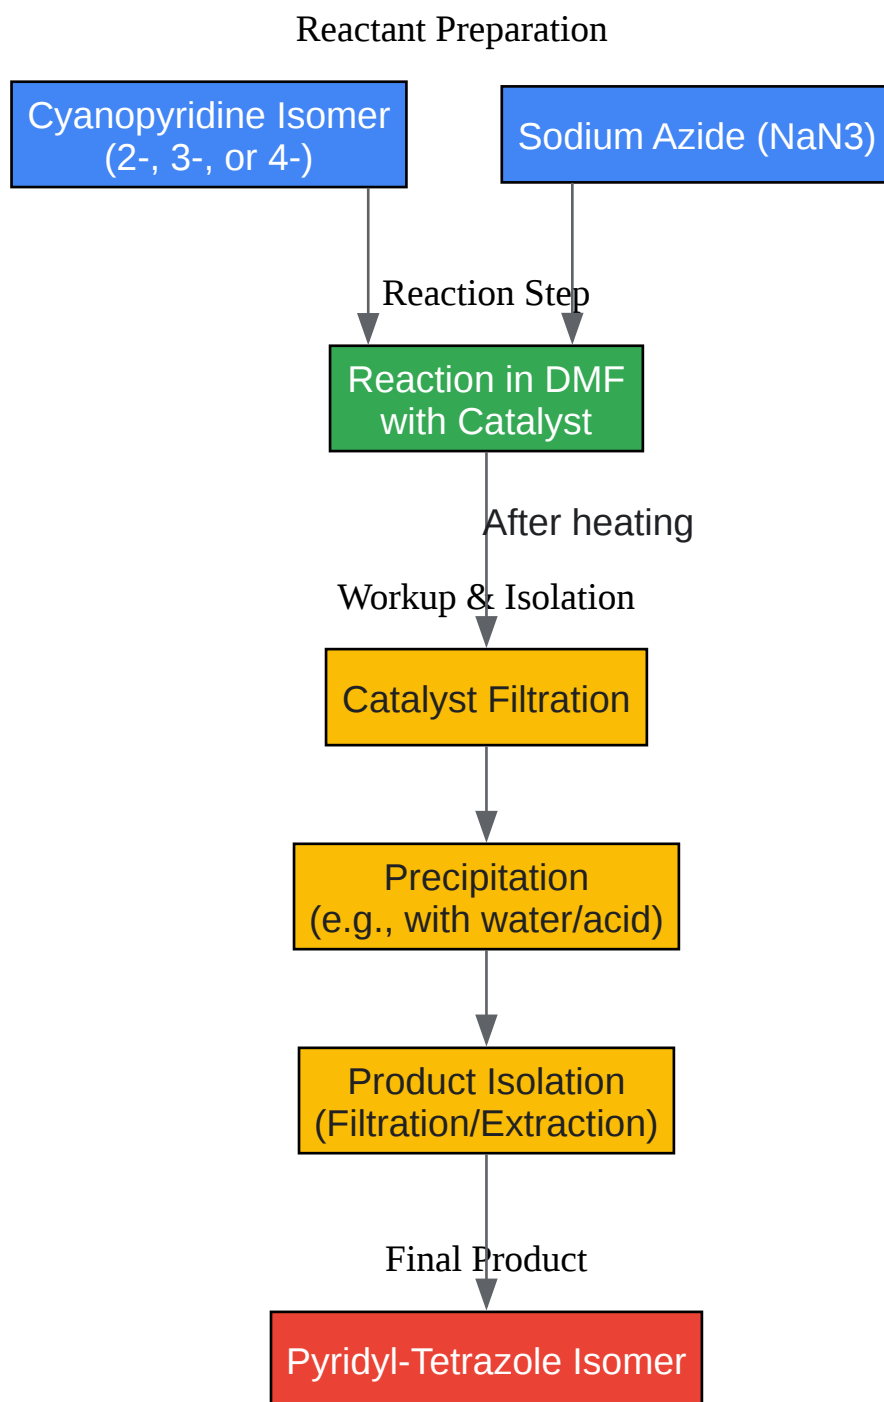 Reactant Preparation
Cyanopyridine Isomer
(2-, 3-, or 4-)
Sodium Azide (NaN3)
Reaction Step
Reaction in DMF
with Catalyst
After heating
Workup & Isolation
Catalyst Filtration
Precipitation
(e.g., with water/acid)
Product Isolation
(Filtration/Extraction)
Final Product
Pyridyl-Tetrazole Isomer